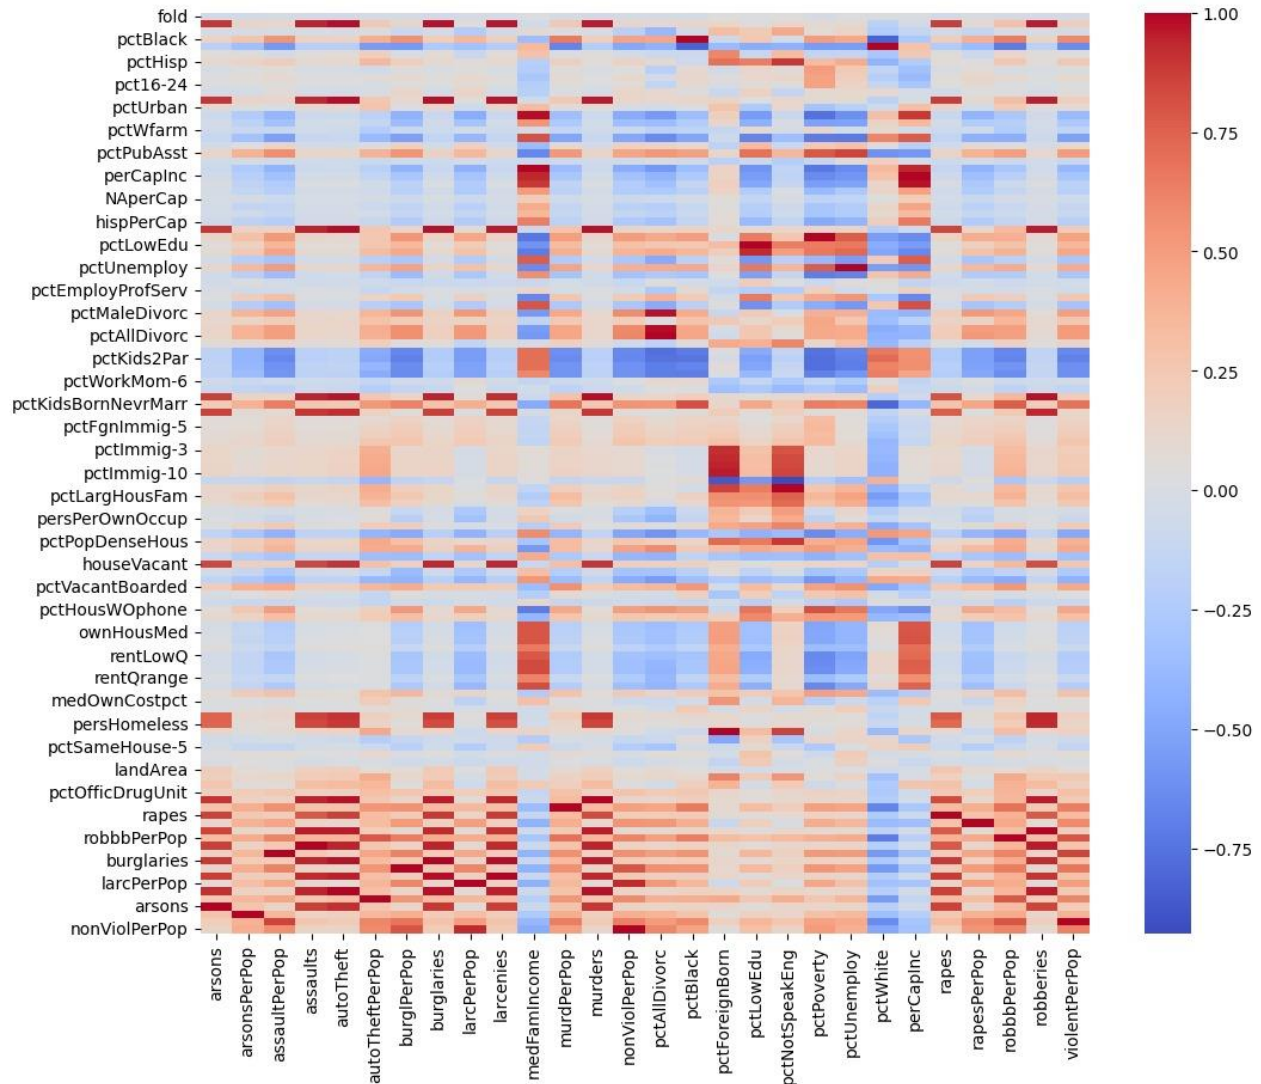 fold
pctBlack
pctHisp
pct16-24
pctUrban
pctWfarm
pctPubAsst
perCapInc
NAperCap
hispPerCap
pctLowEdu
pctUnemploy
pctEmployProfServ
pctMaleDivorc
pctAllDivorc
pctKids2Par
pctWorkMom-6
pctKidsBornNevrMarr
pctFgnImmig-5
pctImmig-3
pctImmig-10
pctLargHousFam
persPerOwnOccup
pctPopDenseHous
houseVacant
pctVacantBoarded
pctHousWOphone
ownHousMed
rentLowQ
rentQrange
medOwnCostpct
persHomeless
pctSameHouse-5
landArea
pctOfficDrugUnit
rapes
robbbPerPop
burglaries
larcPerPop
arsons
nonViolPerPop
arsons
arsonsPerPop
assaultPerPop
assaults
autoTheft
autoTheftPerPop
burglPerPop
burglaries
larcPerPop
larcenies
medFamIncome
murdPerPop
murders
nonViolPerPop
pctAllDivorc
pctBlack
pctForeignBorn
pctLowEdu
pctNotSpeakEng
pctPoverty
pctUnemploy
pctWhite
perCapInc
rapes
rapesPerPop
robbbPerPop
robberies
violentPerPop
1.00
0.75
0.50
0.25
0.00
−0.25
−0.50
−0.75